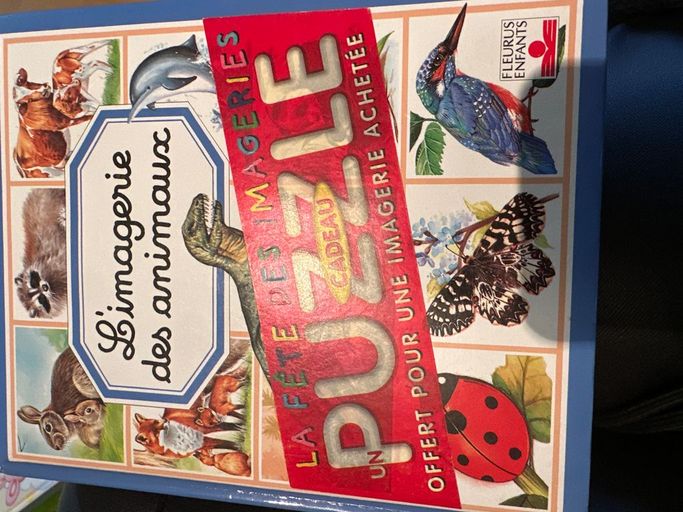 L'imagerie
des animaux
LA FÊTE DES IMAGERIES
UN PUZZLE
CADEAU
OFFERT POUR UNE IMAGERIE ACHETÉE
FLEURUS
ENFANTS